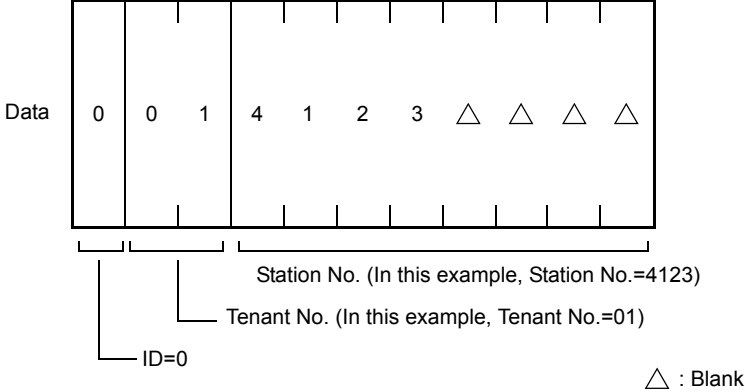 Data 0 0 1 4 1 2 3 △ △ △ △
Station No. (In this example, Station No.=4123)
Tenant No. (In this example, Tenant No.=01)
ID=0
△ : Blank